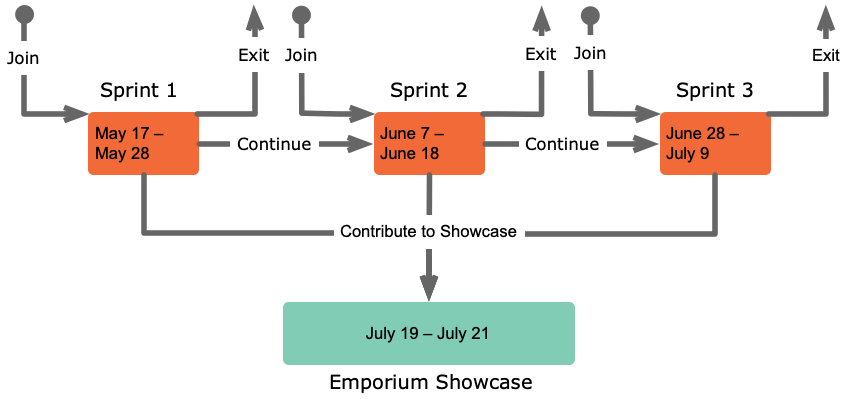 Join
Exit
Join
Exit
Join
Exit
Sprint 1
Sprint 2
Sprint 3
May 17 –
May 28
Continue
June 7 –
June 18
Continue
June 28 –
July 9
Contribute to Showcase
July 19 – July 21
Emporium Showcase